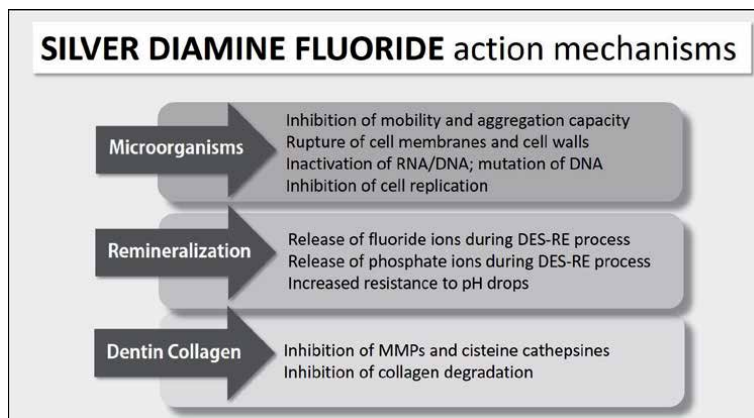 SILVER DIAMINE FLUORIDE action mechanisms
Microorganisms
Inhibition of mobility and aggregation capacity
Rupture of cell membranes and cell walls
Inactivation of RNA/DNA; mutation of DNA
Inhibition of cell replication
Remineralization
Release of fluoride ions during DES-RE process
Release of phosphate ions during DES-RE process
Increased resistance to pH drops
Dentin Collagen
Inhibition of MMPs and cisteine cathepsines
Inhibition of collagen degradation